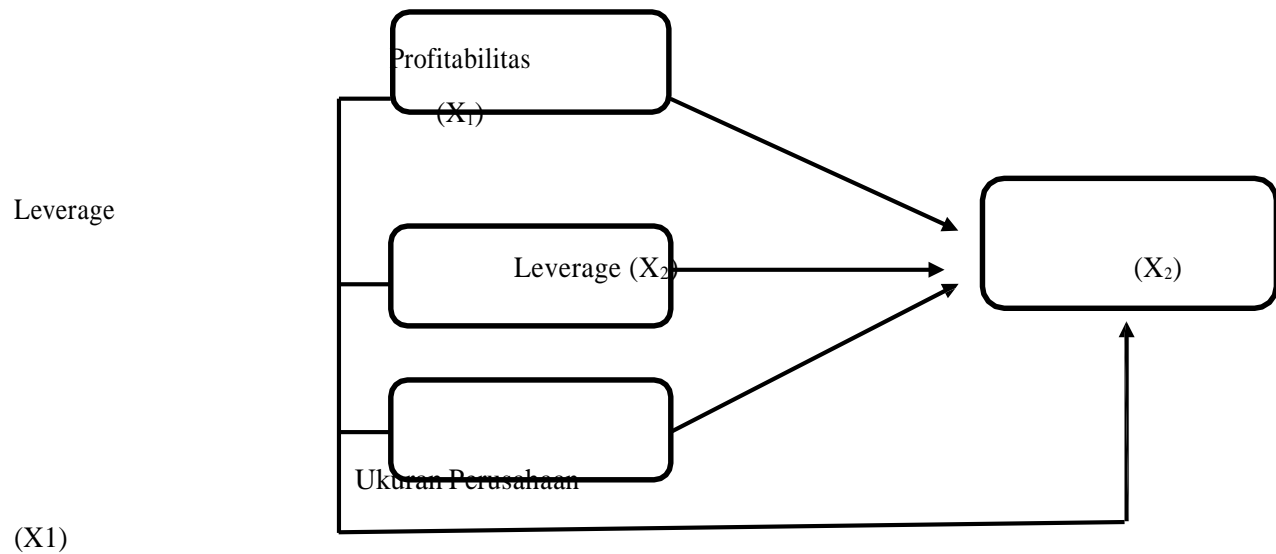 Profitabilitas
(X₁)
Leverage
Leverage (X₂)
(X₂)
Ukuran Perusahaan
(X1)